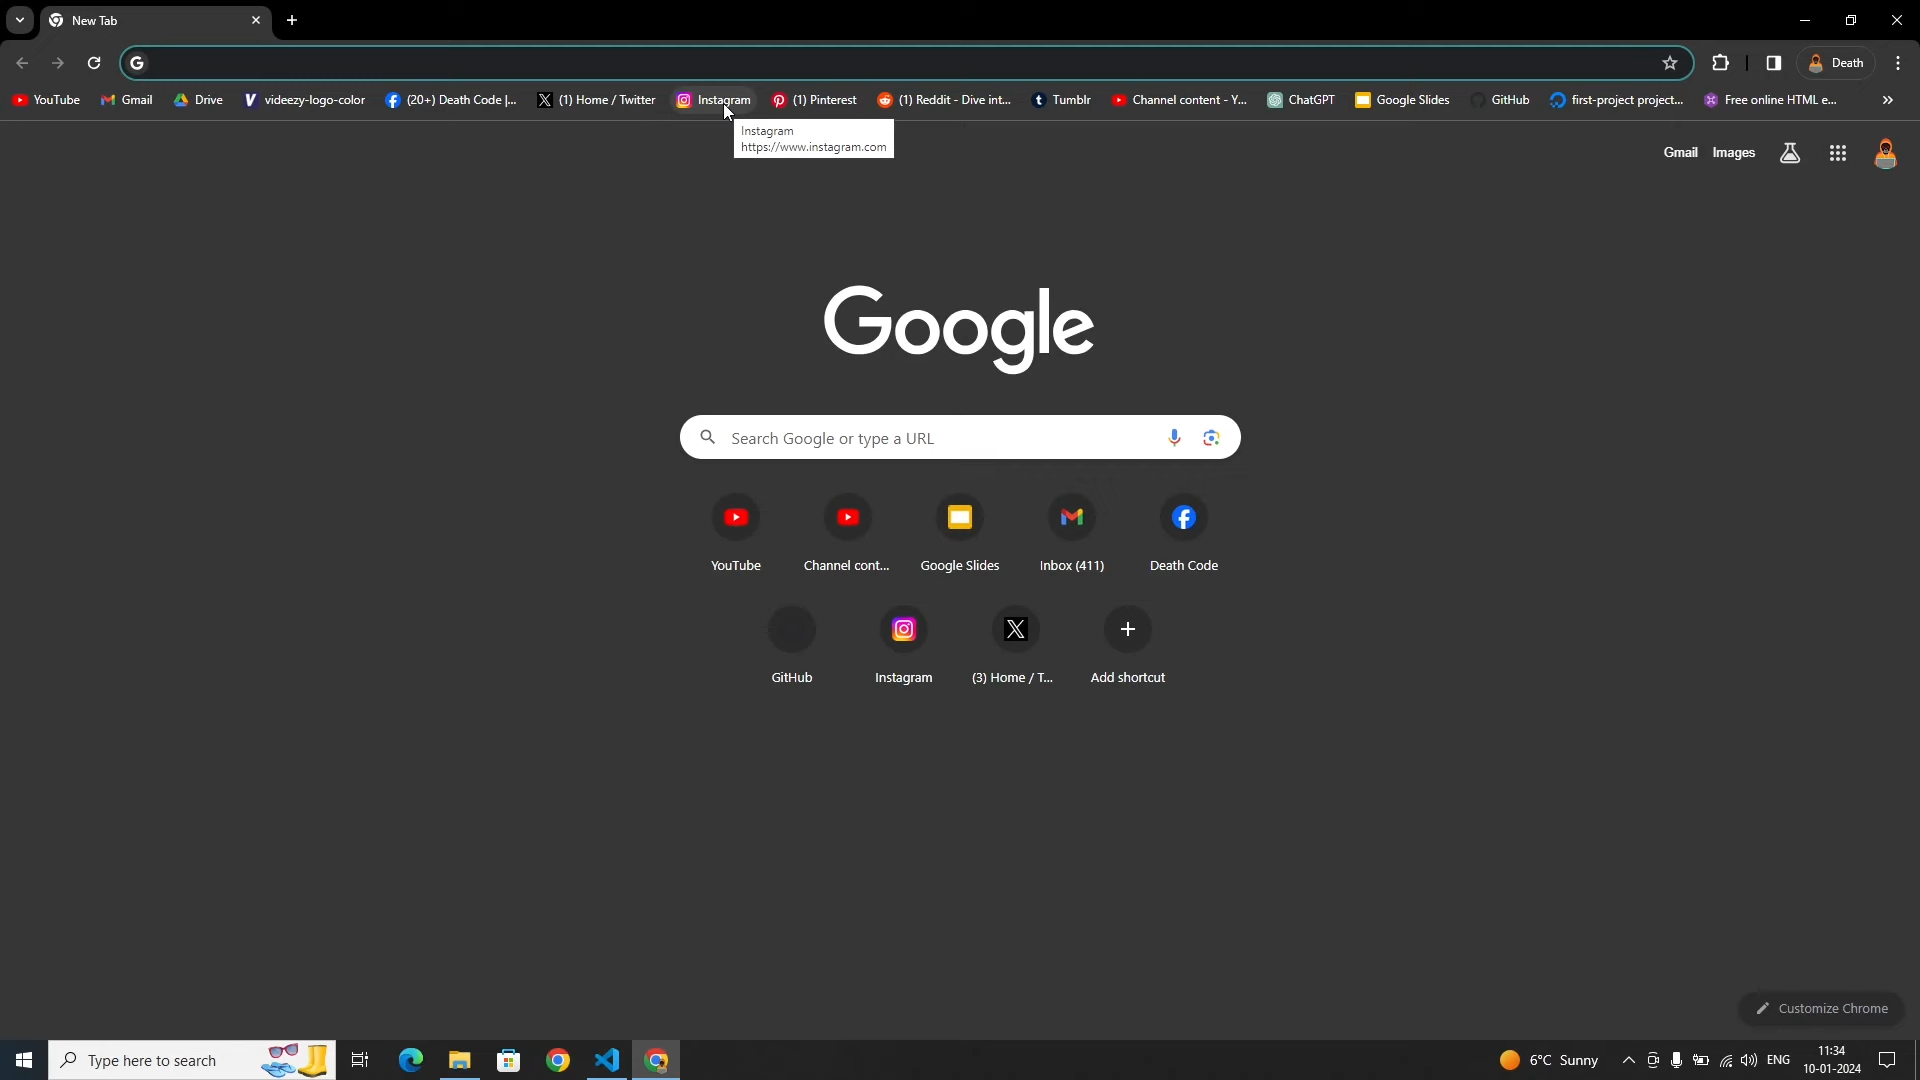 New Tab
Death
YouTube Gmail Drive videezy-logo-color (20+) Death Code |... (1) Home / Twitter Instagram (1) Pinterest (1) Reddit - Dive int... Tumblr Channel content - Y... ChatGPT Google Slides GitHub first-project project... Free online HTML e... »
Instagram
https://www.instagram.com
Gmail Images
Google
Search Google or type a URL
YouTube Channel cont... Google Slides Inbox (411) Death Code
GitHub Instagram (3) Home / T... Add shortcut
Customize Chrome
Type here to search
6°C Sunny
ENG
11:34
10-01-2024